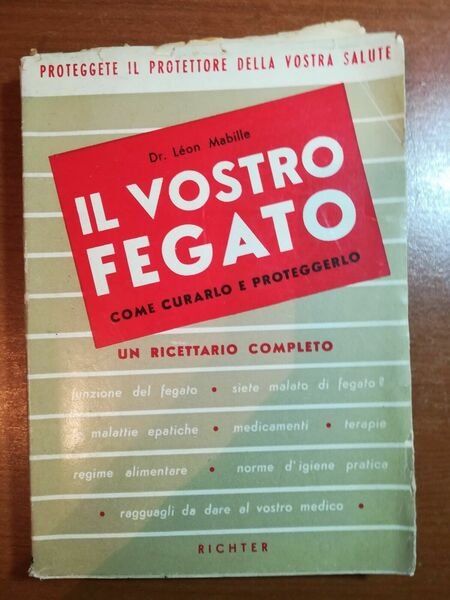 PROTEGGETE IL PROTETTORE DELLA VOSTRA SALUTE
Dr. Léon Mabille
IL VOSTRO
FEGATO
COME CURARLO E PROTEGGERLO
UN RICETTARIO COMPLETO
funzione del fegato • siete malato di fegato?
malattie epatiche • medicamenti • terapie
regime alimentare • norme d'igiene pratica
• ragguagli da dare al vostro medico •
RICHTER